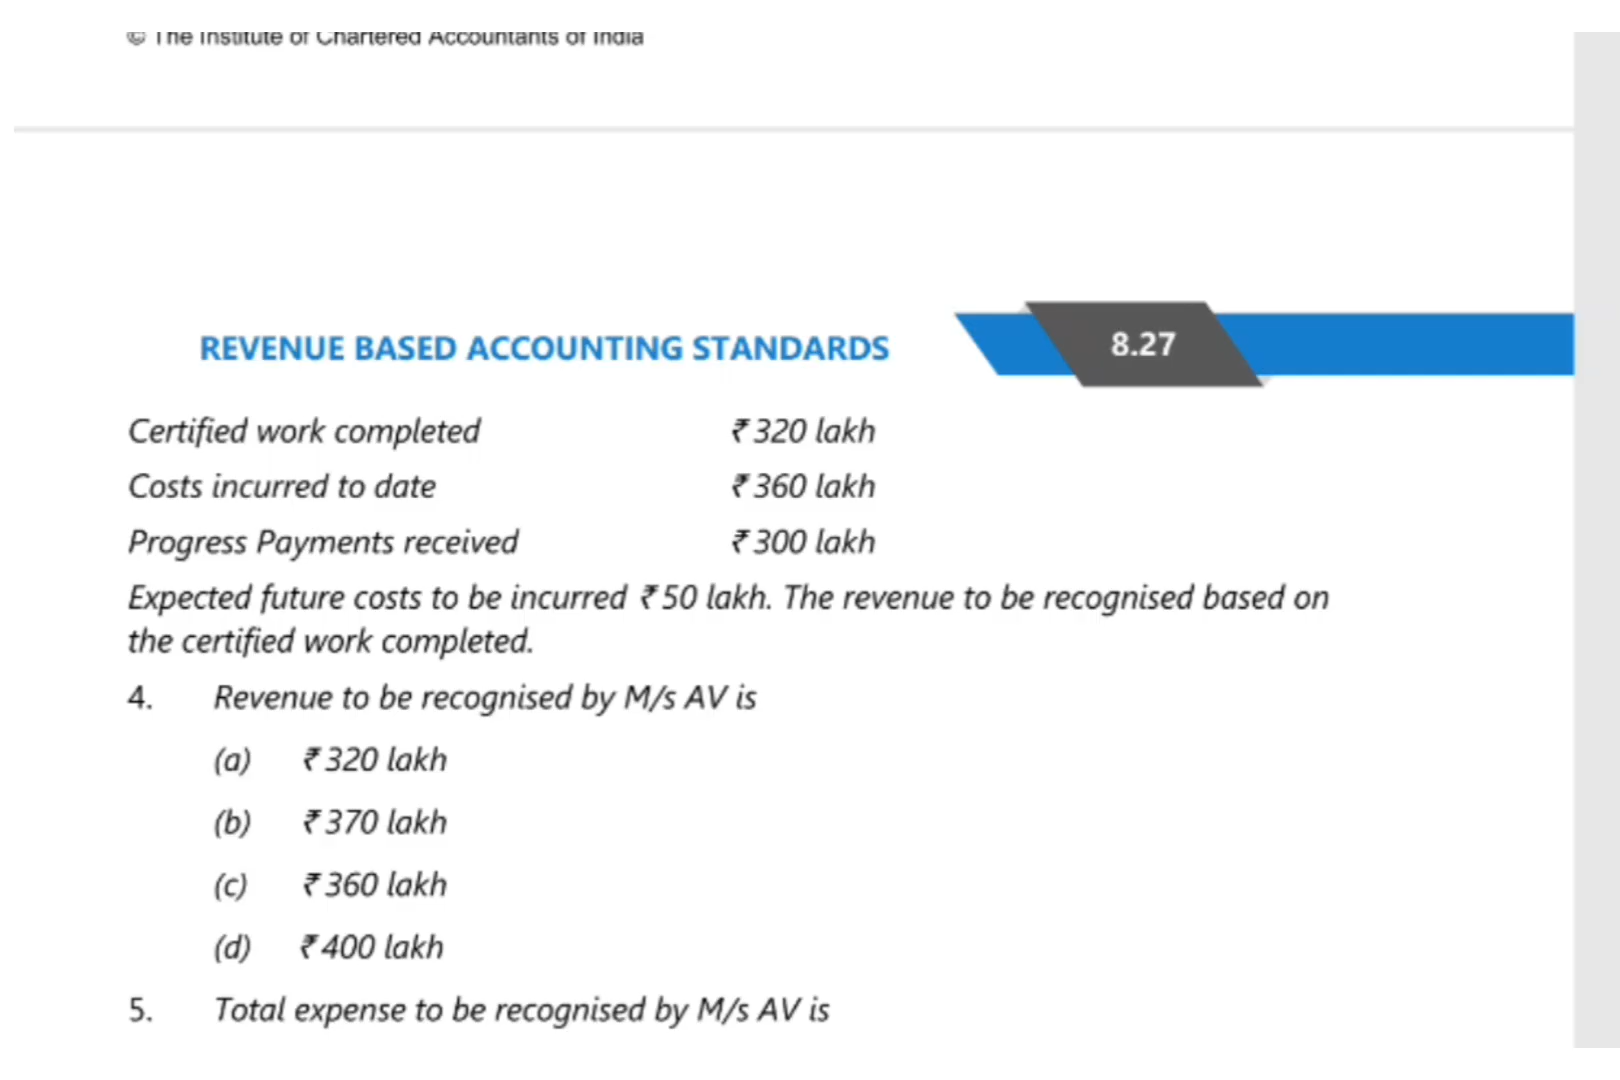 © The Institute of Chartered Accountants of India
REVENUE BASED ACCOUNTING STANDARDS
8.27
Certified work completed ₹ 320 lakh
Costs incurred to date ₹ 360 lakh
Progress Payments received ₹ 300 lakh
Expected future costs to be incurred ₹ 50 lakh. The revenue to be recognised based on
the certified work completed.
4. Revenue to be recognised by M/s AV is
(a) ₹ 320 lakh
(b) ₹ 370 lakh
(c) ₹ 360 lakh
(d) ₹ 400 lakh
5. Total expense to be recognised by M/s AV is